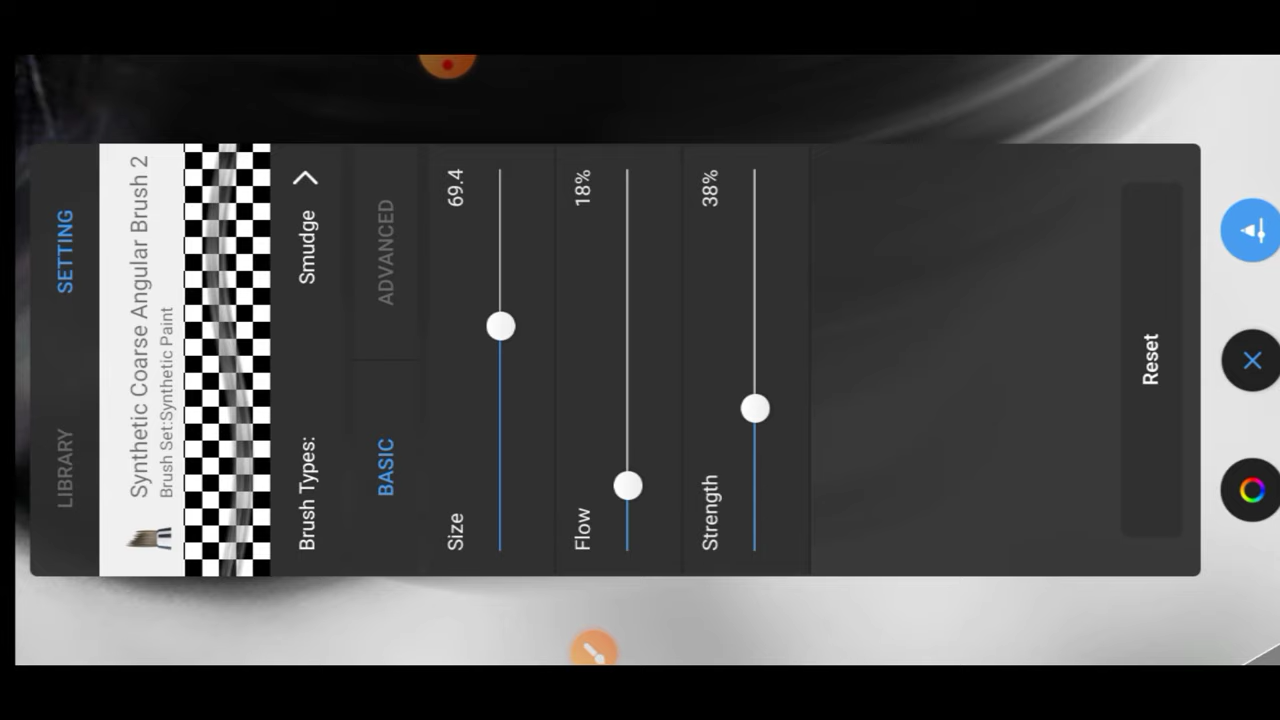 LIBRARY SETTING
Synthetic Coarse Angular Brush 2
Brush Set:Synthetic Paint
Brush Types: Smudge
BASIC ADVANCED
Size 69.4
Flow 18%
Strength 38%
Reset